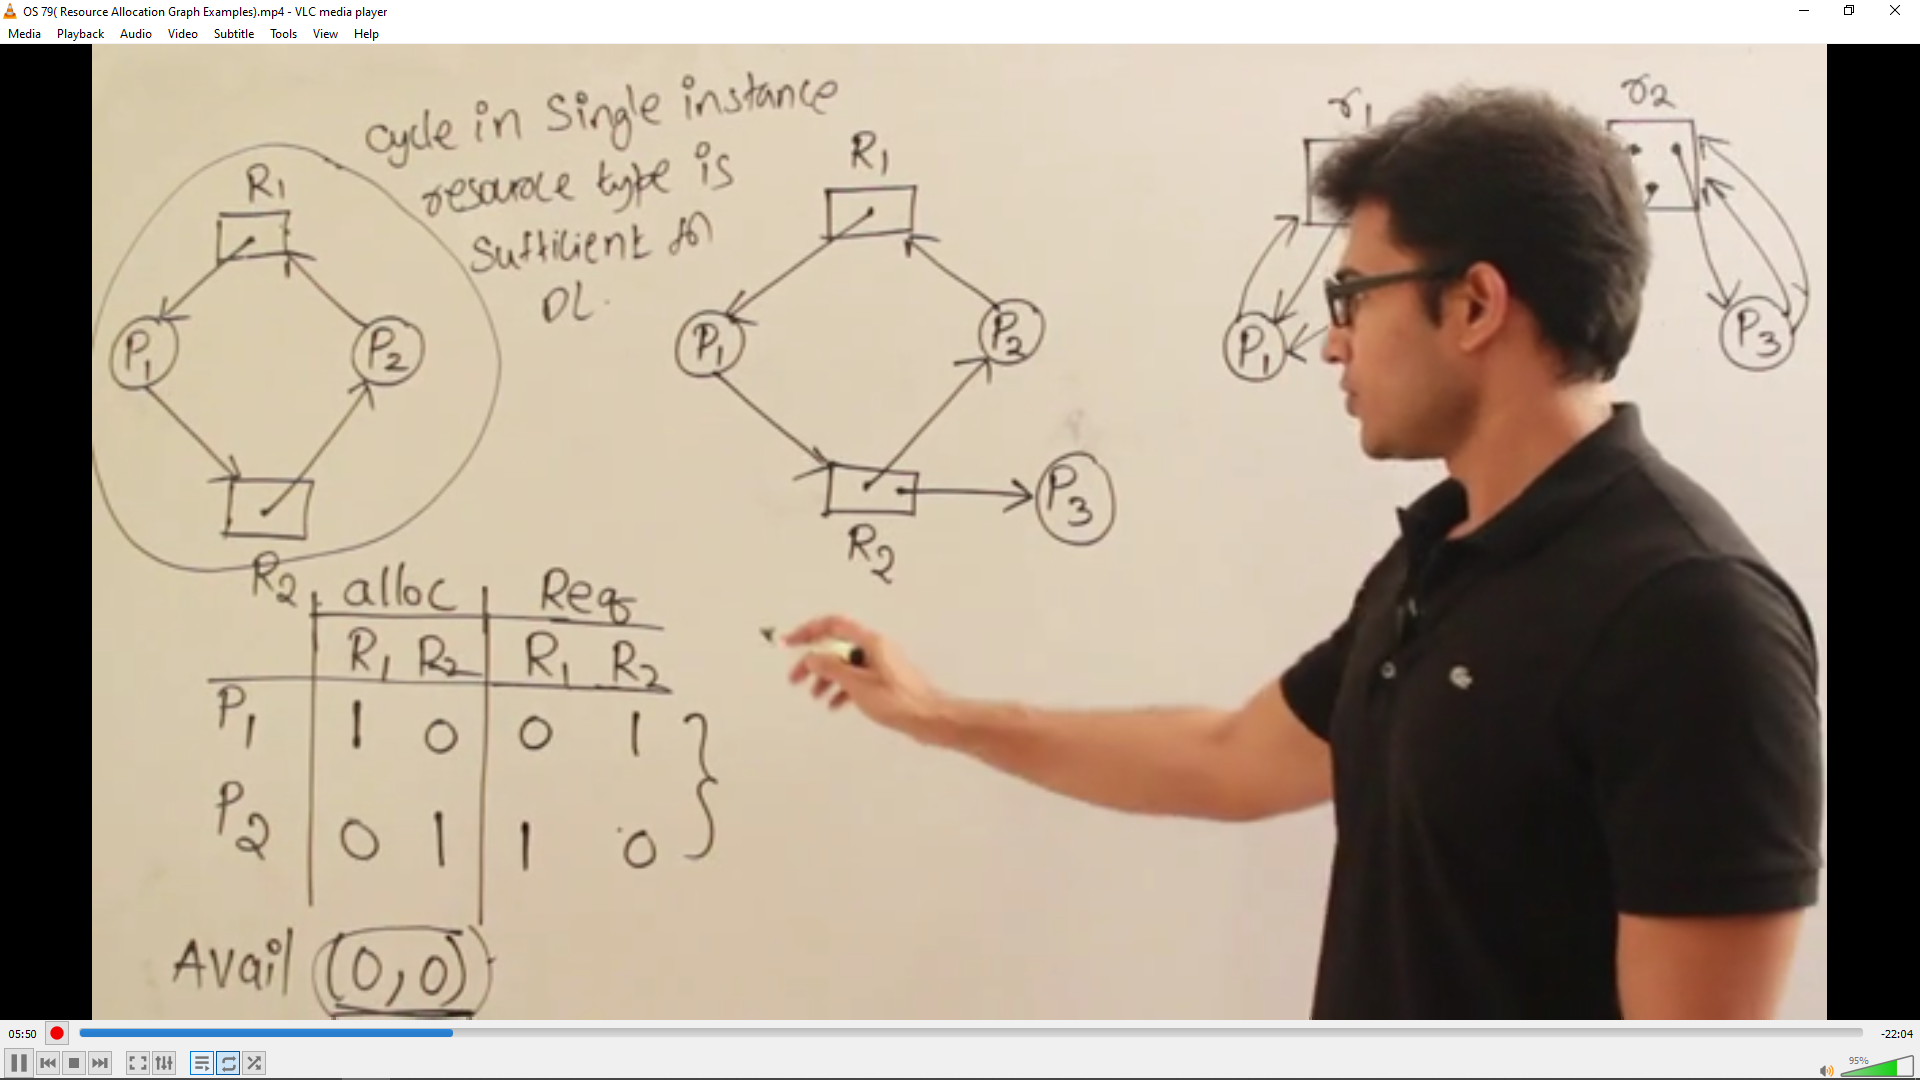 OS 79( Resource Allocation Graph Examples).mp4 - VLC media player
Media Playback Audio Video Subtitle Tools View Help
cycle in Single instance
resource type is
Sufficient for
DL.
R1
P1
P2
R2
R1
P1
P2
P3
R2
r1
r2
P1
P3
alloc Req
R1 R2 R1 R2
P1 1 0 0 1
P2 0 1 1 0
Avail (0,0)
05:50
-22:04
95%